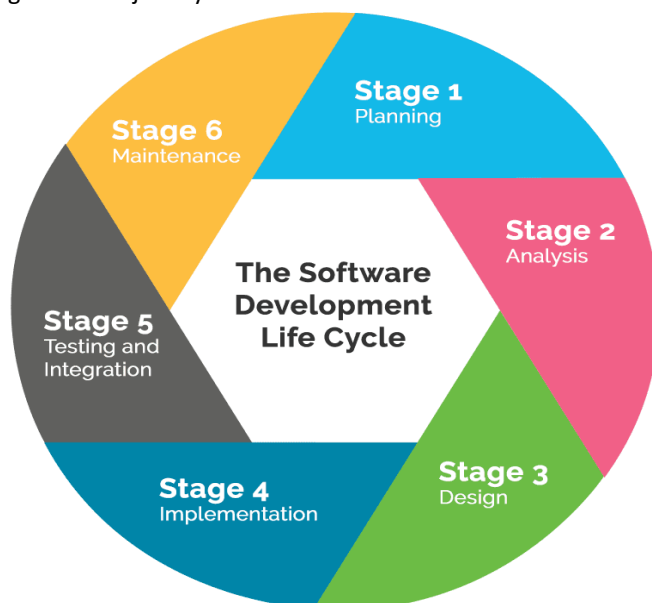 The Software
Development
Life Cycle
Stage 1
Planning
Stage 2
Analysis
Stage 3
Design
Stage 4
Implementation
Stage 5
Testing and
Integration
Stage 6
Maintenance